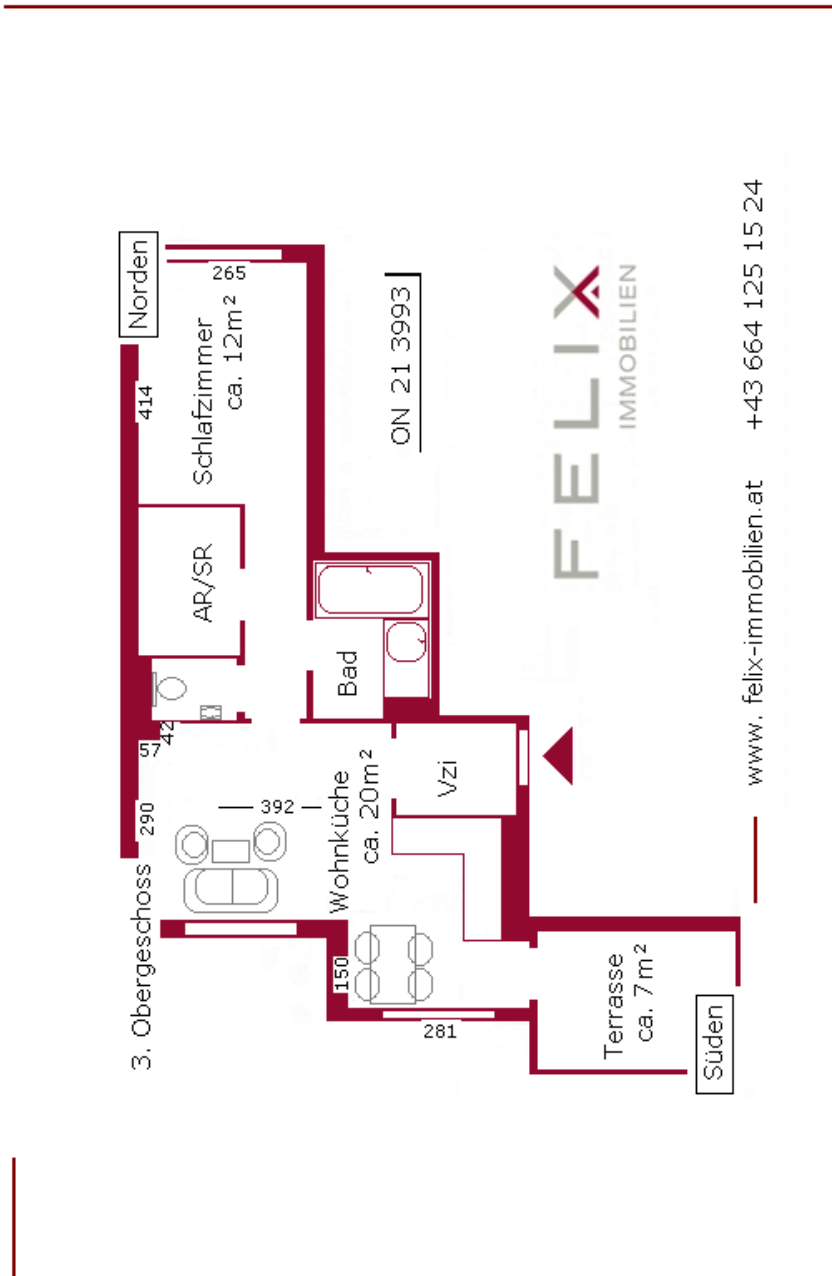 3. Obergeschoss
290
57
42
414
Norden
265
Schlafzimmer
ca. 12m²
AR/SR
Bad
392
Wohnküche
ca. 20m²
Vzi
150
281
Terrasse
ca. 7m²
Süden
ON 21 3993
FELIX
IMMOBILIEN
www. felix-immobilien.at +43 664 125 15 24